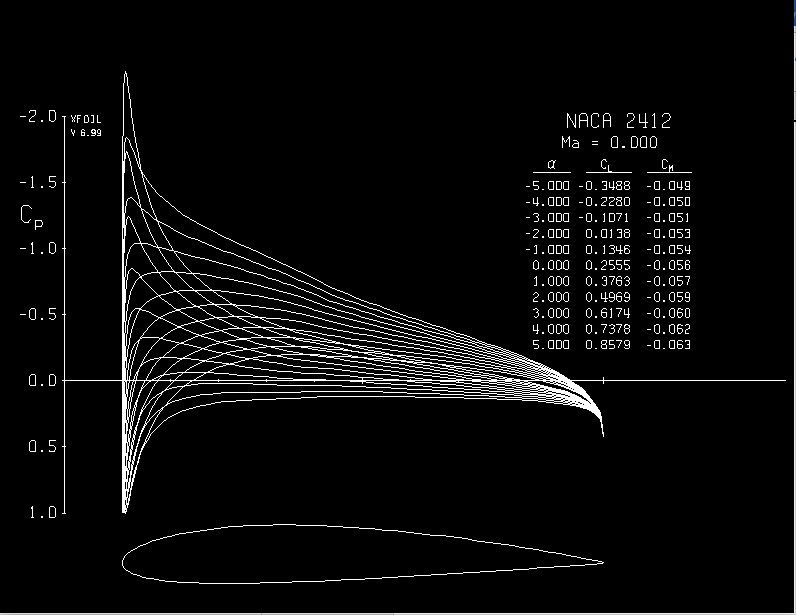 -2.0
XFOIL
V 6.99
-1.5
CP
-1.0
-0.5
0.0
0.5
1.0
NACA 2412
Ma = 0.000
α CL CM
-5.000 -0.3488 -0.049
-4.000 -0.2280 -0.050
-3.000 -0.1071 -0.051
-2.000 0.0138 -0.053
-1.000 0.1346 -0.054
0.000 0.2555 -0.056
1.000 0.3763 -0.057
2.000 0.4969 -0.059
3.000 0.6174 -0.060
4.000 0.7378 -0.062
5.000 0.8579 -0.063